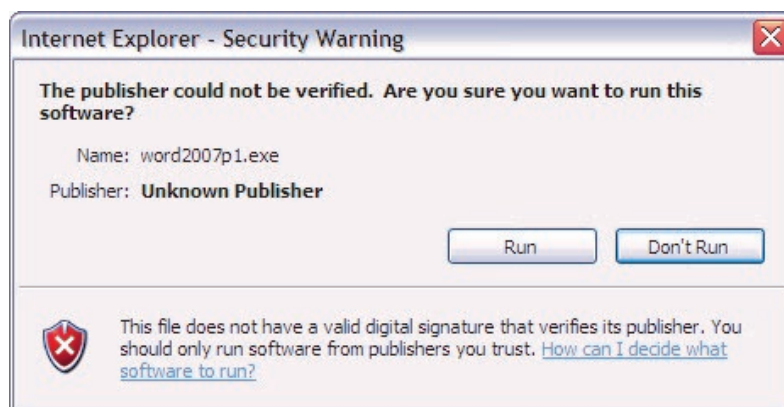 Internet Explorer - Security Warning
The publisher could not be verified.  Are you sure you want to run this
software?
Name: word2007p1.exe
Publisher: Unknown Publisher
Run
Don't Run
This file does not have a valid digital signature that verifies its publisher. You
should only run software from publishers you trust. How can I decide what
software to run?